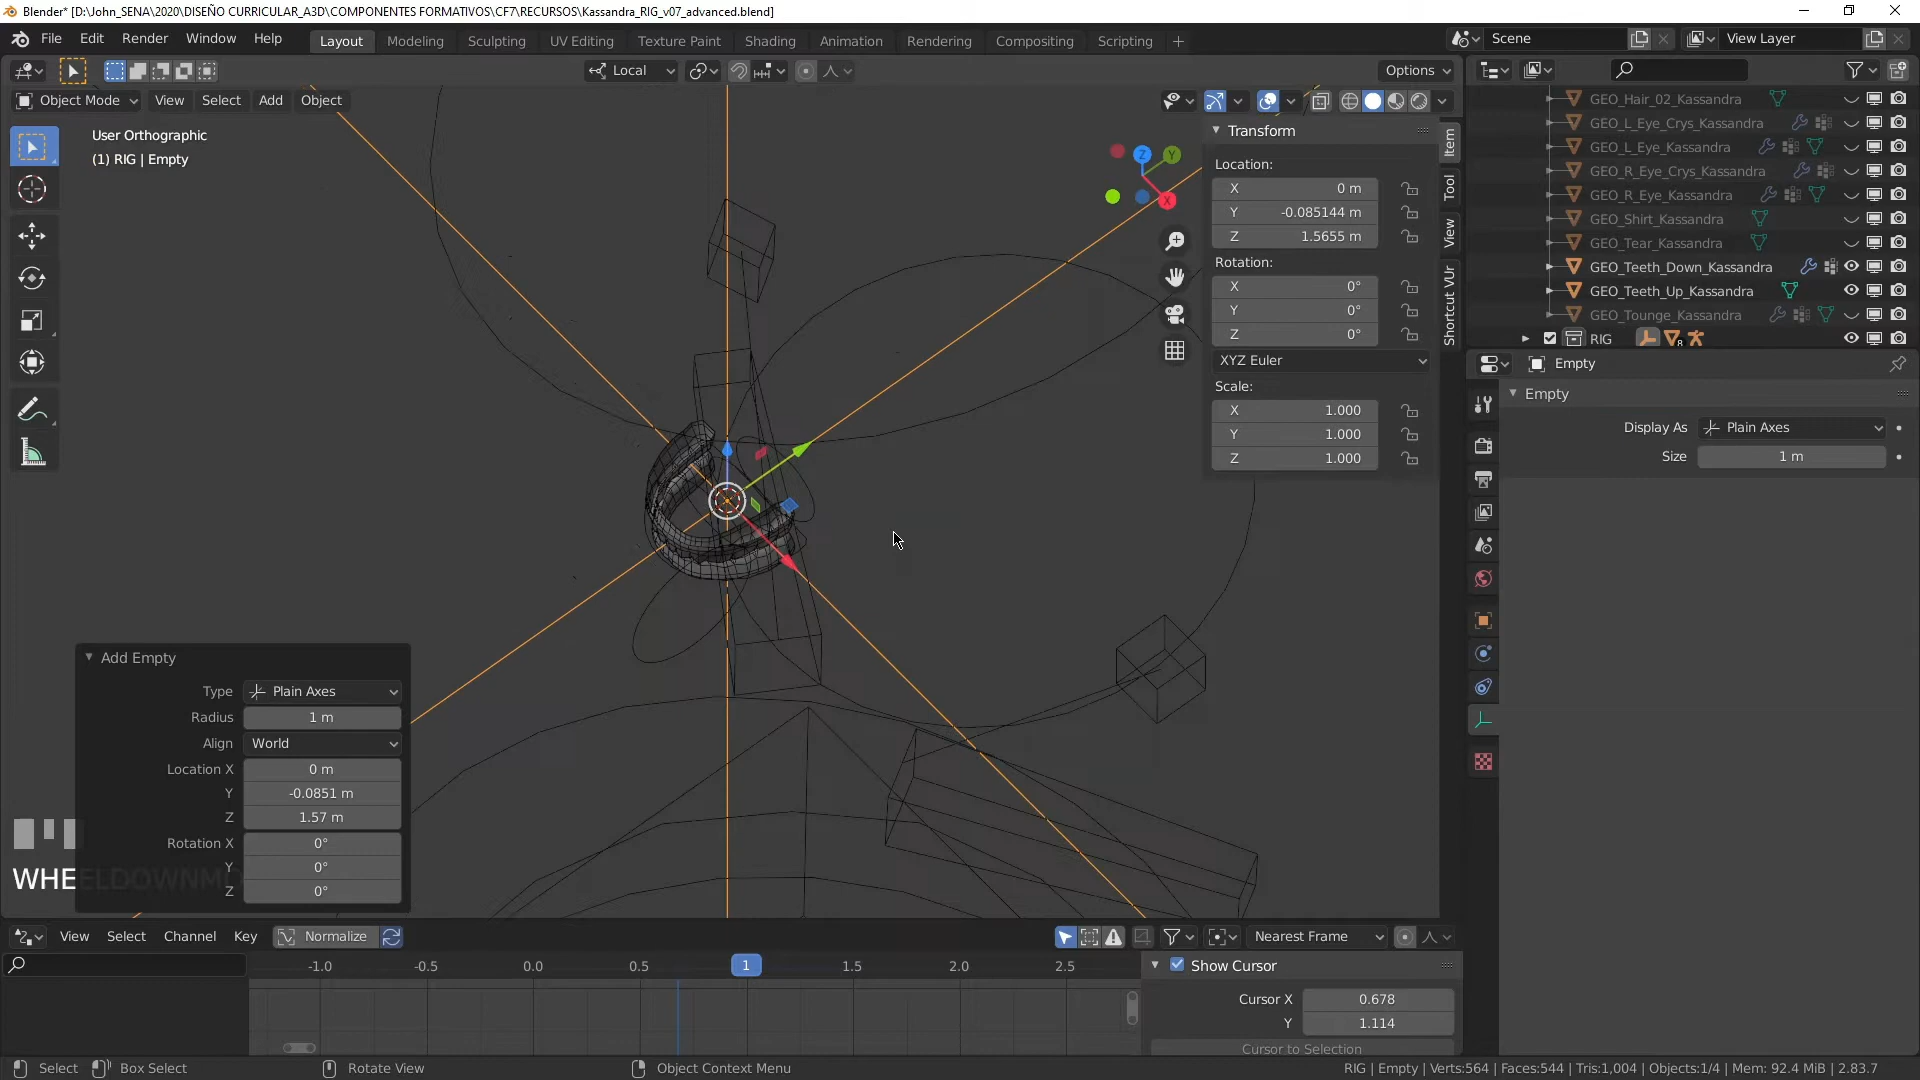 Blender* [D:\John_SENA\2020\DISEÑO CURRICULAR_A3D\COMPONENTES FORMATIVOS\CF7\RECURSOS\Kassandra_RIG_v07_advanced.blend]
File Edit Render Window Help
Layout Modeling Sculpting UV Editing Texture Paint Shading Animation Rendering Compositing Scripting +
Scene
View Layer
Local
Options
Object Mode View Select Add Object
User Orthographic
(1) RIG | Empty
Transform
Location:
X 0 m
Y -0.085144 m
Z 1.5655 m
Rotation:
X 0°
Y 0°
Z 0°
XYZ Euler
Scale:
X 1.000
Y 1.000
Z 1.000
Item
Tool
View
Shortcut VUr
Z
Y
X
GEO_Hair_02_Kassandra
GEO_L_Eye_Crys_Kassandra
GEO_L_Eye_Kassandra
GEO_R_Eye_Crys_Kassandra
GEO_R_Eye_Kassandra
GEO_Shirt_Kassandra
GEO_Tear_Kassandra
GEO_Teeth_Down_Kassandra
GEO_Teeth_Up_Kassandra
GEO_Tounge_Kassandra
RIG 8
Empty
Empty
Display As Plain Axes
Size 1 m
Add Empty
Type Plain Axes
Radius 1 m
Align World
Location X 0 m
Y -0.0851 m
Z 1.57 m
Rotation X 0°
Y 0°
Z 0°
WHEELDOWNMO
View Select Channel Key Normalize
Nearest Frame
-1.0 -0.5 0.0 0.5 1 1.5 2.0 2.5
Show Cursor
Cursor X 0.678
Y 1.114
Cursor to Selection
Select Box Select Rotate View Object Context Menu
RIG | Empty | Verts:564 | Faces:544 | Tris:1,004 | Objects:1/4 | Mem: 92.4 MiB | 2.83.7